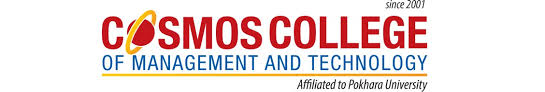 since 2001
COSMOS COLLEGE
OF MANAGEMENT AND TECHNOLOGY
Affiliated to Pokhara University